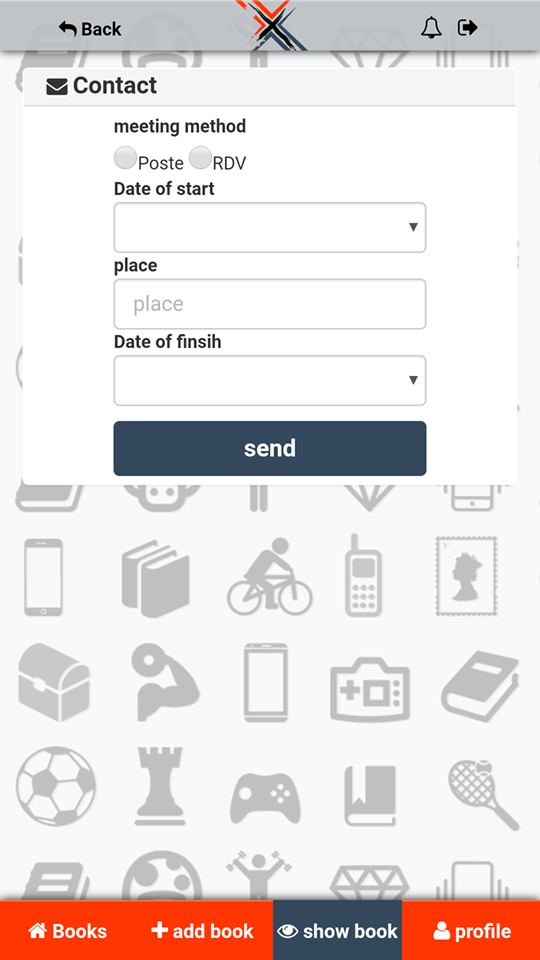 Back
Contact
meeting method
Poste RDV
Date of start
place
place
Date of finsih
send
Books add book show book profile